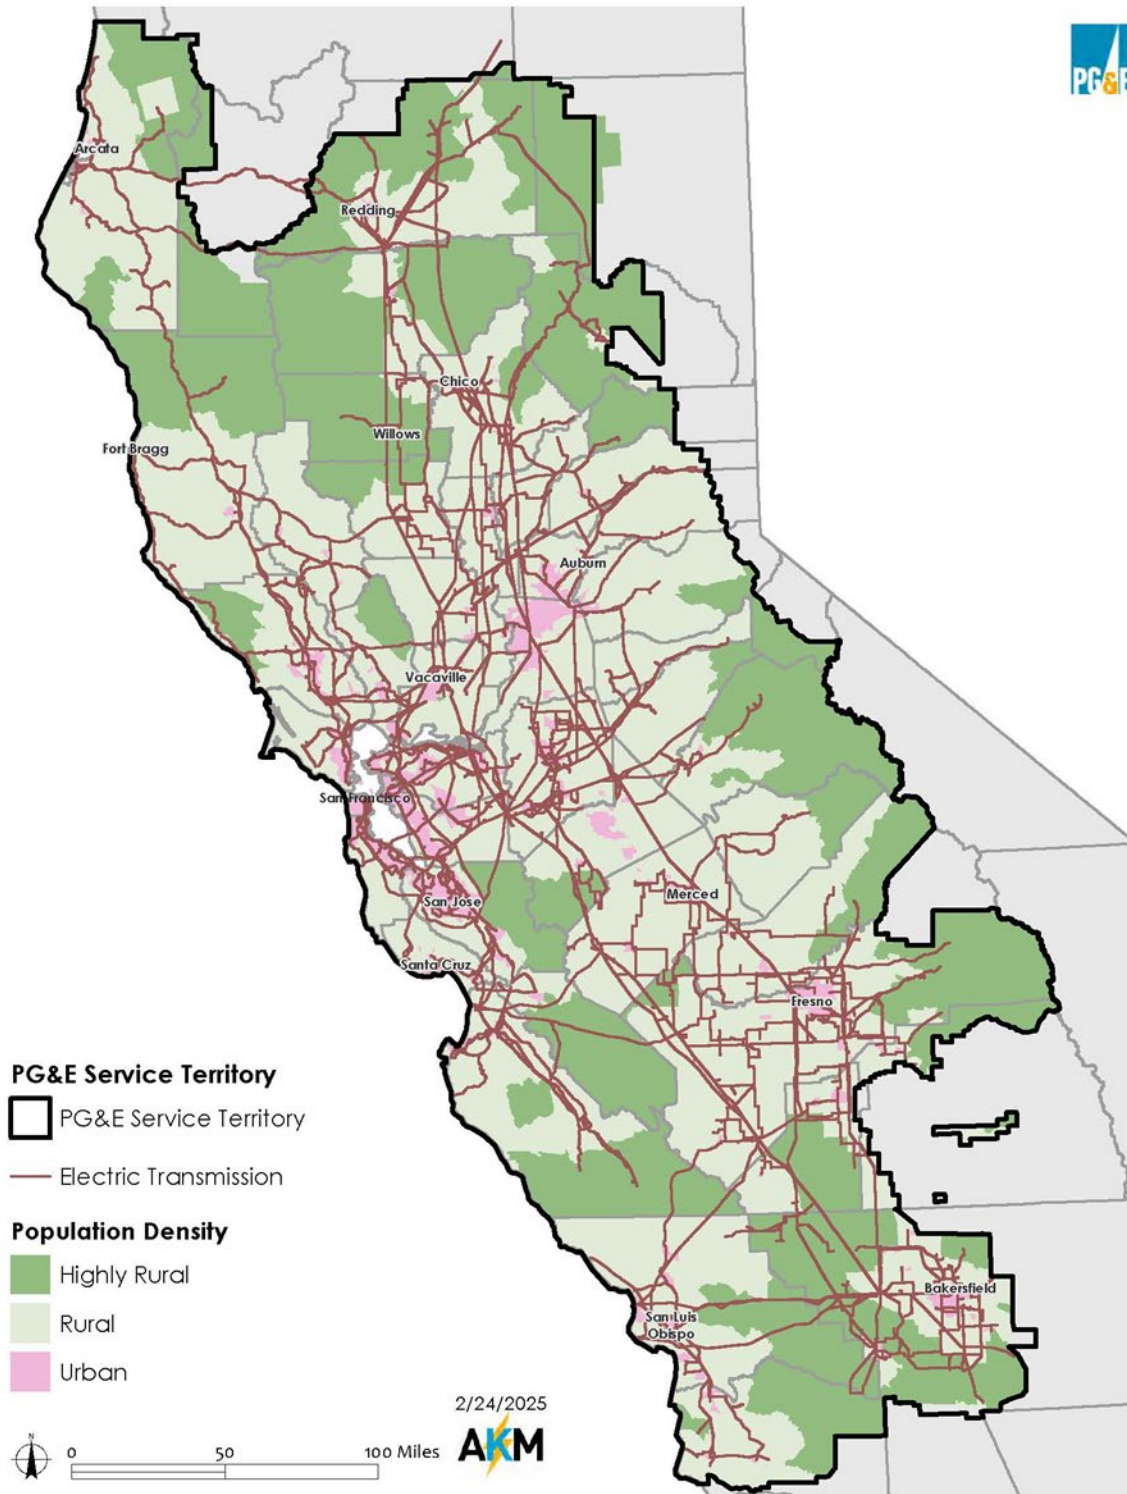 PG&E
Arcata
Redding
Chico
Willows
Fort Bragg
Auburn
Vacaville
San Francisco
Merced
San Jose
Santa Cruz
Fresno
Bakersfield
San Luis
Obispo
PG&E Service Territory
PG&E Service Territory
Electric Transmission
Population Density
Highly Rural
Rural
Urban
2/24/2025
N
0 50 100 Miles
AKM